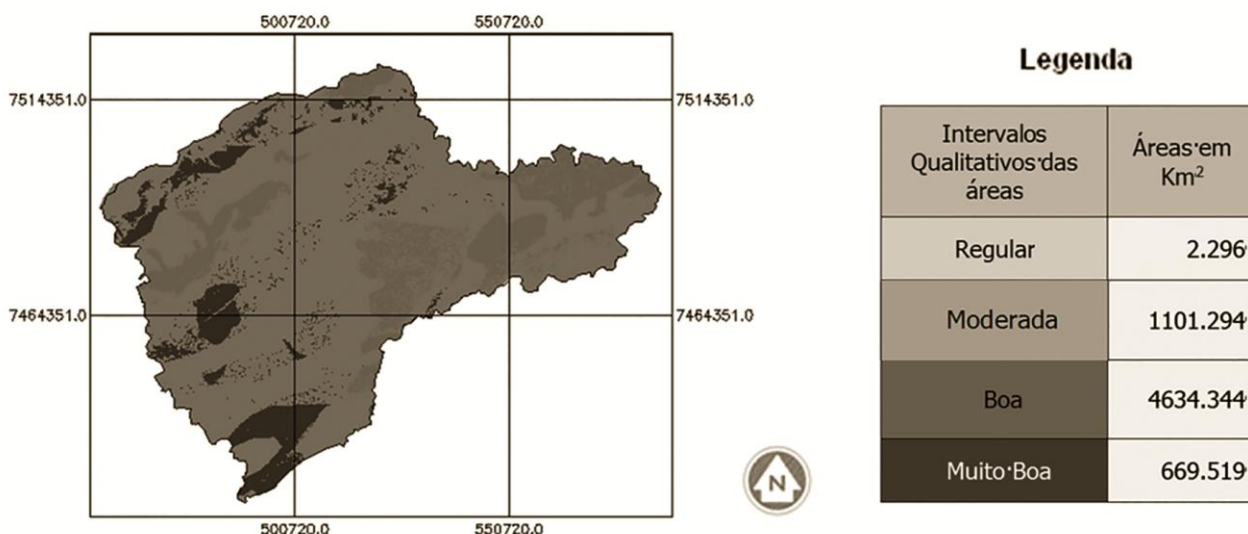 500720.0 550720.0
7514351.0 7514351.0
7464351.0 7464351.0
500720.0 550720.0
N
Legenda
Intervalos
Qualitativos·das
áreas
Áreas·em
Km²
Regular 2.296
Moderada 1101.294
Boa 4634.344
Muito·Boa 669.519